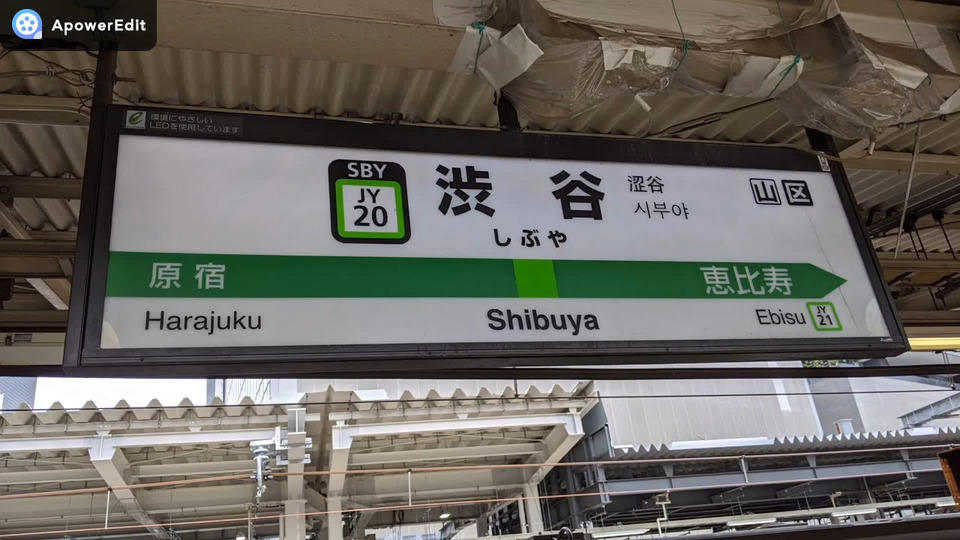 ApowerEdit
環境にやさしい
LEDを使用しています
SBY
JY
20
渋谷
涩谷
시부야
山 区
しぶや
原宿
恵比寿
Harajuku
Shibuya
Ebisu
JY
21